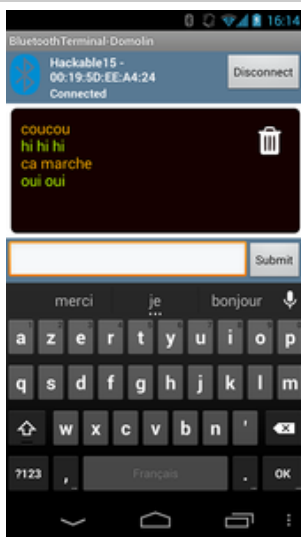 16:14
BluetoothTerminal-Domolin
Hackable15 -
00:19:5D:EE:A4:24
Connected
Disconnect
coucou
hi hi hi
ca marche
oui oui
Submit
merci je bonjour
a z e r t y u i o p
q s d f g h j k l m
w x c v b n '
?123 , Français . OK